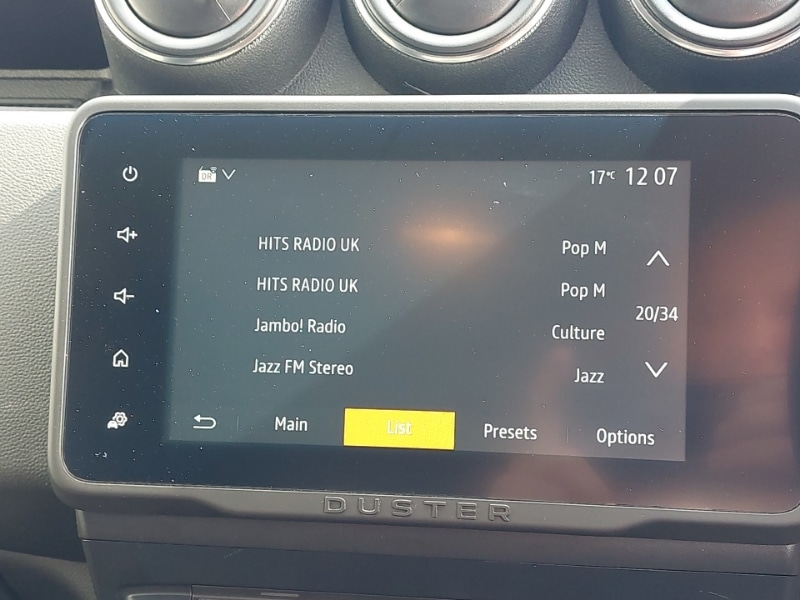 DR 17°C 12 07
HITS RADIO UK Pop M
HITS RADIO UK Pop M
20/34
Jambo! Radio Culture
Jazz FM Stereo Jazz
Main List Presets Options
DUSTER